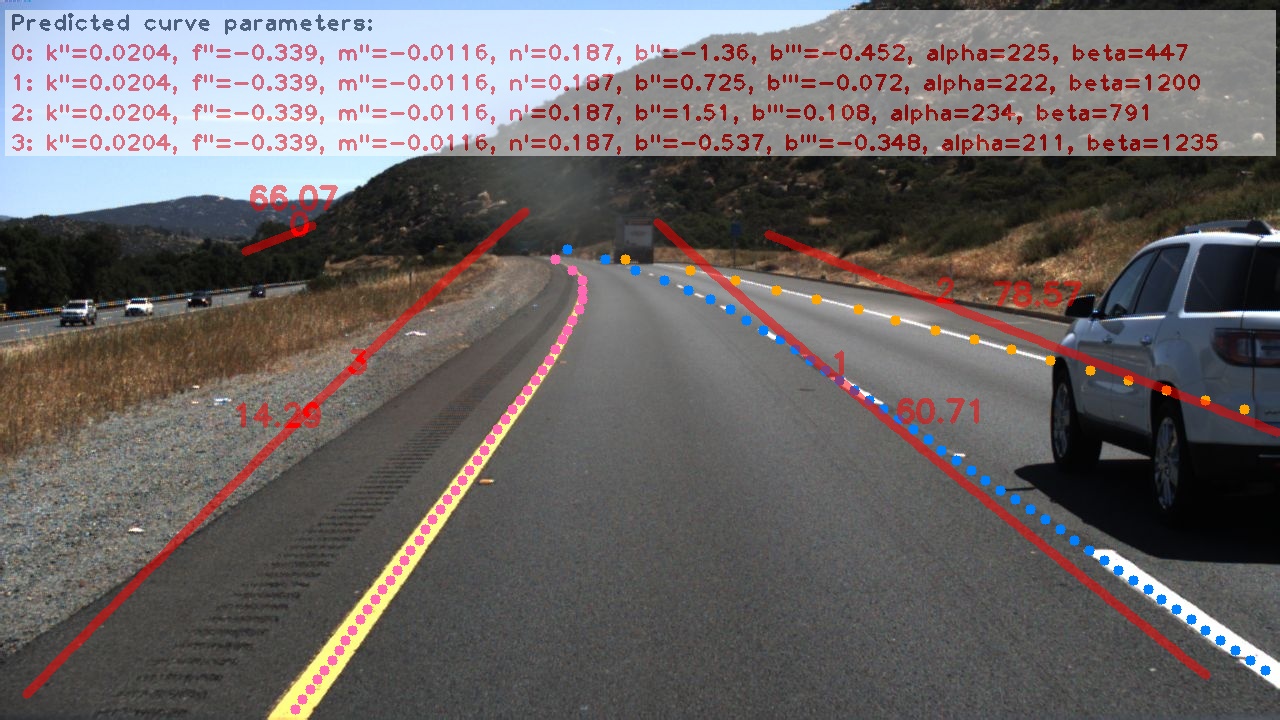 Predicted curve parameters:
0: k''=0.0204, f''=-0.339, m''=-0.0116, n'=0.187, b''=-1.36, b'''=-0.452, alpha=225, beta=447
1: k''=0.0204, f''=-0.339, m''=-0.0116, n'=0.187, b''=0.725, b'''=-0.072, alpha=222, beta=1200
2: k''=0.0204, f''=-0.339, m''=-0.0116, n'=0.187, b''=1.51, b'''=0.108, alpha=234, beta=791
3: k''=0.0204, f''=-0.339, m''=-0.0116, n'=0.187, b''=-0.537, b'''=-0.348, alpha=211, beta=1235
66.07
0
2 78.57
3
1
14.29
60.71